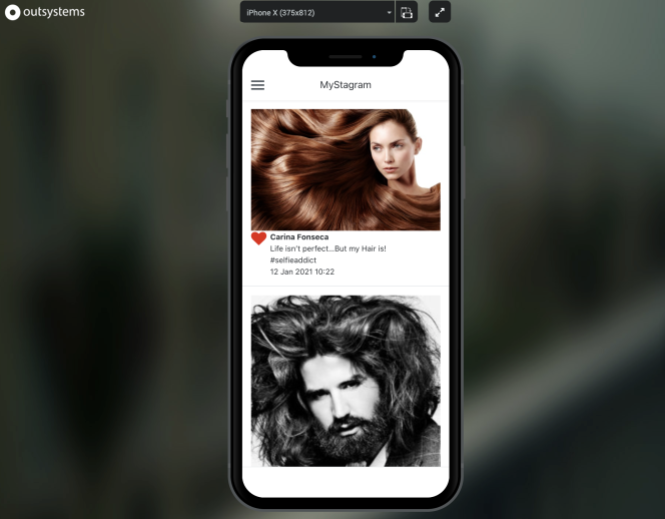 outsystems
iPhone X (375x812)
MyStagram
Carina Fonseca
Life isn't perfect...But my Hair is!
#selfieaddict
12 Jan 2021 10:22